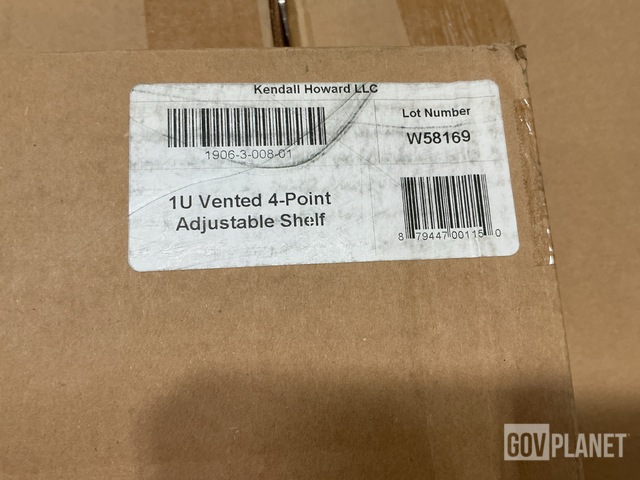 Kendall Howard LLC
1906-3-008-01
Lot Number
W58169
1U Vented 4-Point
Adjustable Shelf
8 79447 00115 0
GOVPLANET